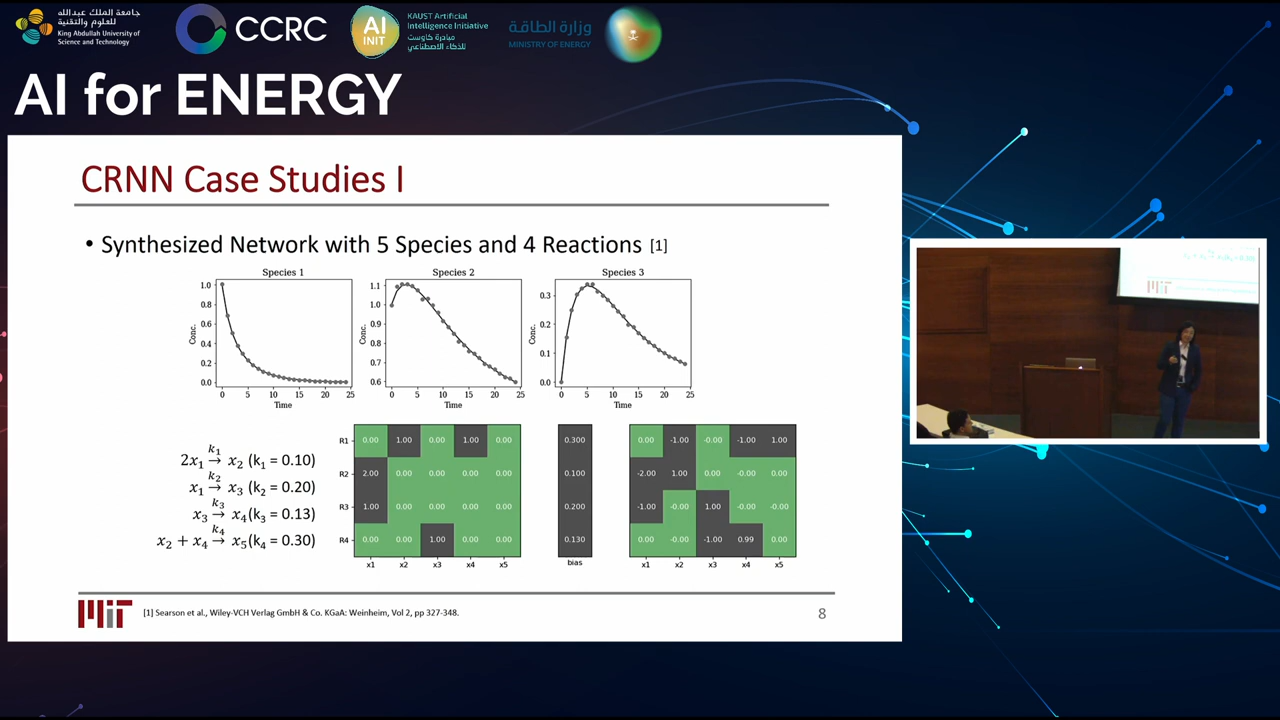 جامعة الملك عبدالله
للعلوم والتقنية
King Abdullah University of
Science and Technology
CCRC
AI
INIT
KAUST Artificial
Intelligence Initiative
مبادرة كاوست
للذكاء الاصطناعي
وزارة الطاقة
MINISTRY OF ENERGY
AI for ENERGY
CRNN Case Studies I
• Synthesized Network with 5 Species and 4 Reactions [1]
Species 1
Species 2
Species 3
Conc.
1.0
0.8
0.6
0.4
0.2
0.0
0 5 10 15 20 25
Time
Conc.
1.1
1.0
0.9
0.8
0.7
0.6
0 5 10 15 20 25
Time
Conc.
0.3
0.2
0.1
0.0
0 5 10 15 20 25
Time
2x₁ →k₁ x₂ (k₁ = 0.10)
x₁ →k₂ x₃ (k₂ = 0.20)
x₃ →k₃ x₄(k₃ = 0.13)
x₂ + x₄ →k₄ x₅(k₄ = 0.30)
R1 0.00 1.00 0.00 1.00 0.00
R2 2.00 0.00 0.00 0.00 0.00
R3 1.00 0.00 0.00 0.00 0.00
R4 0.00 0.00 1.00 0.00 0.00
x1 x2 x3 x4 x5
0.300
0.100
0.200
0.130
bias
0.00 -1.00 -0.00 -1.00 1.00
-2.00 1.00 0.00 -0.00 0.00
-1.00 -0.00 1.00 -0.00 -0.00
0.00 -0.00 -1.00 0.99 0.00
x1 x2 x3 x4 x5
MIT
[1] Searson et al., Wiley-VCH Verlag GmbH & Co. KGaA: Weinheim, Vol 2, pp 327-348.
8
MIT